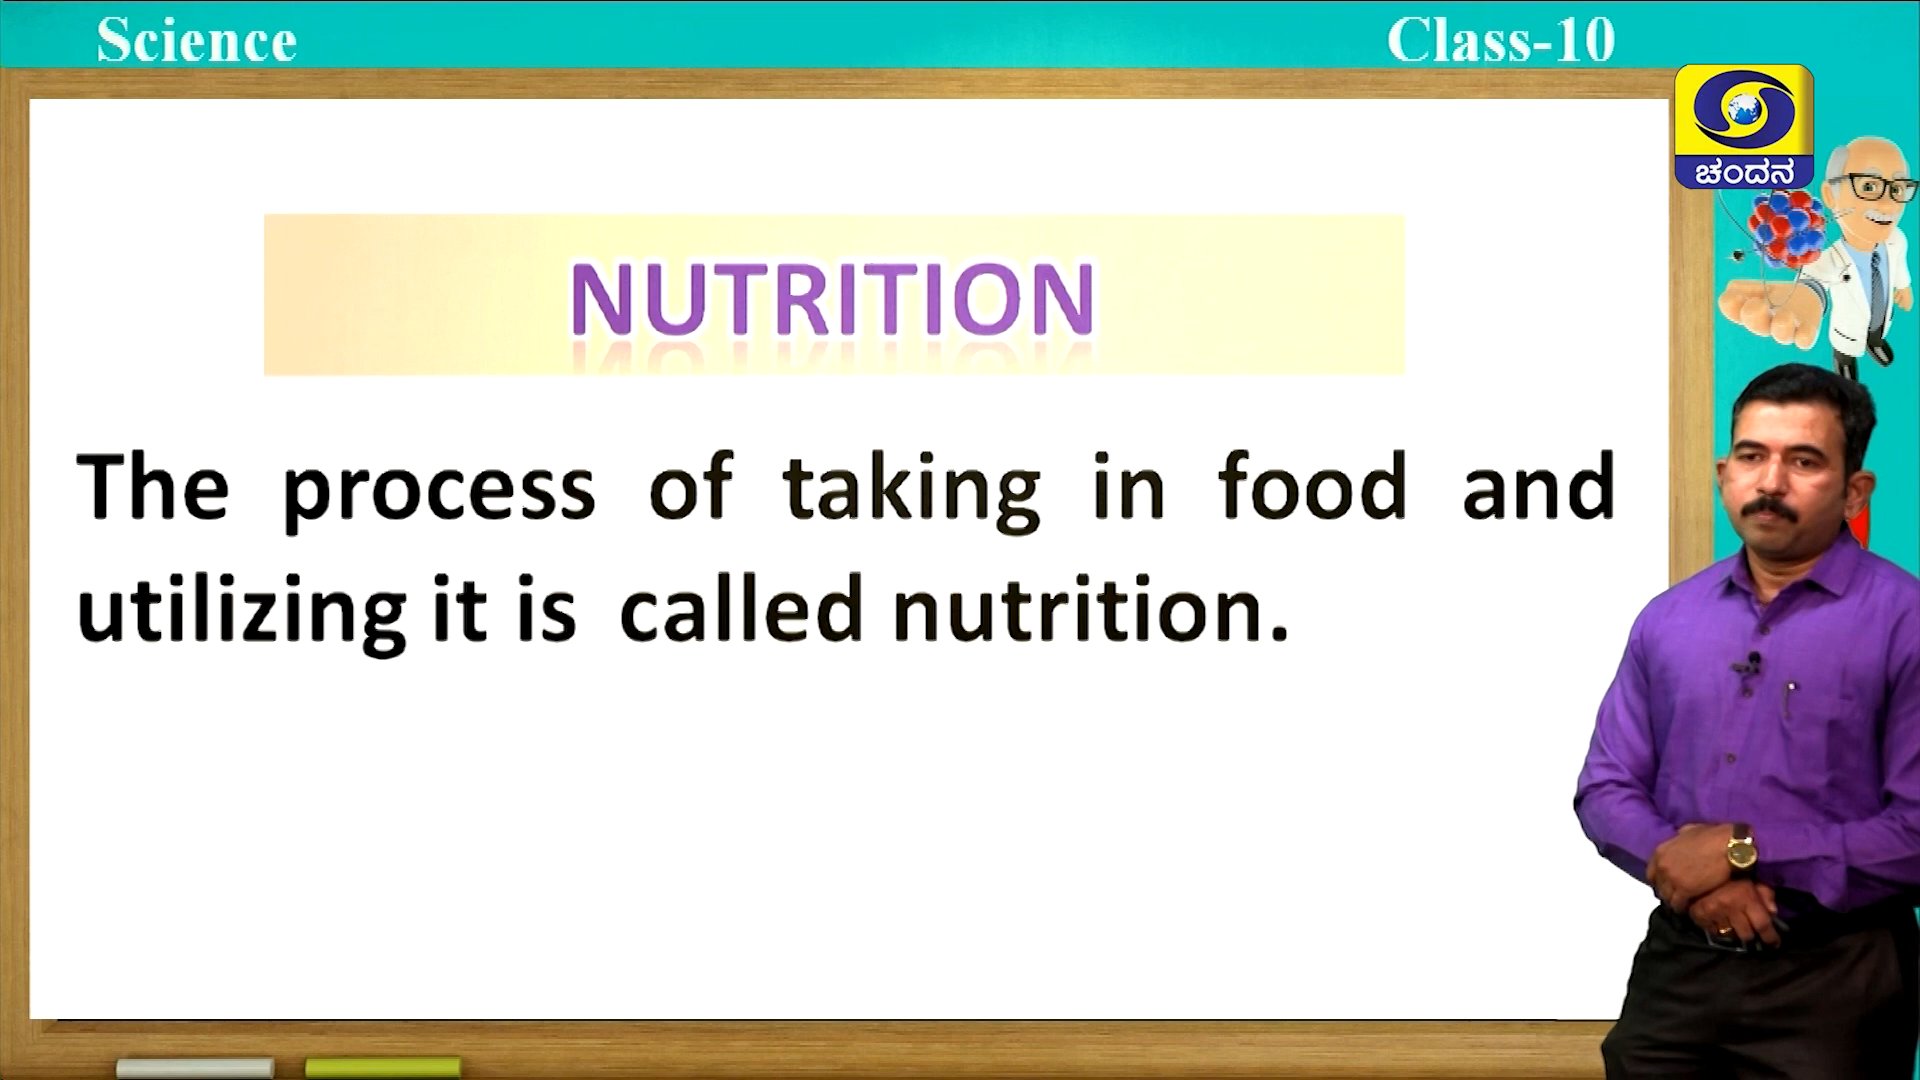 Science
Class-10
ಚಂದನ
NUTRITION
The process of taking in food and
utilizing it is called nutrition.